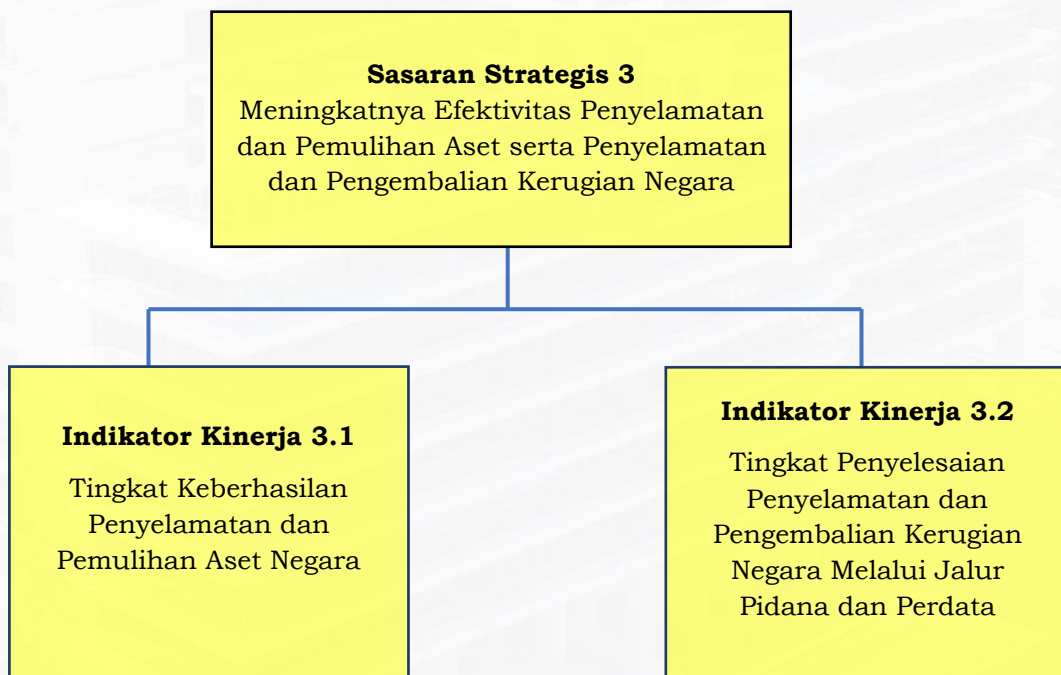 Sasaran Strategis 3
Meningkatnya Efektivitas Penyelamatan
dan Pemulihan Aset serta Penyelamatan
dan Pengembalian Kerugian Negara
Indikator Kinerja 3.1
Tingkat Keberhasilan
Penyelamatan dan
Pemulihan Aset Negara
Indikator Kinerja 3.2
Tingkat Penyelesaian
Penyelamatan dan
Pengembalian Kerugian
Negara Melalui Jalur
Pidana dan Perdata